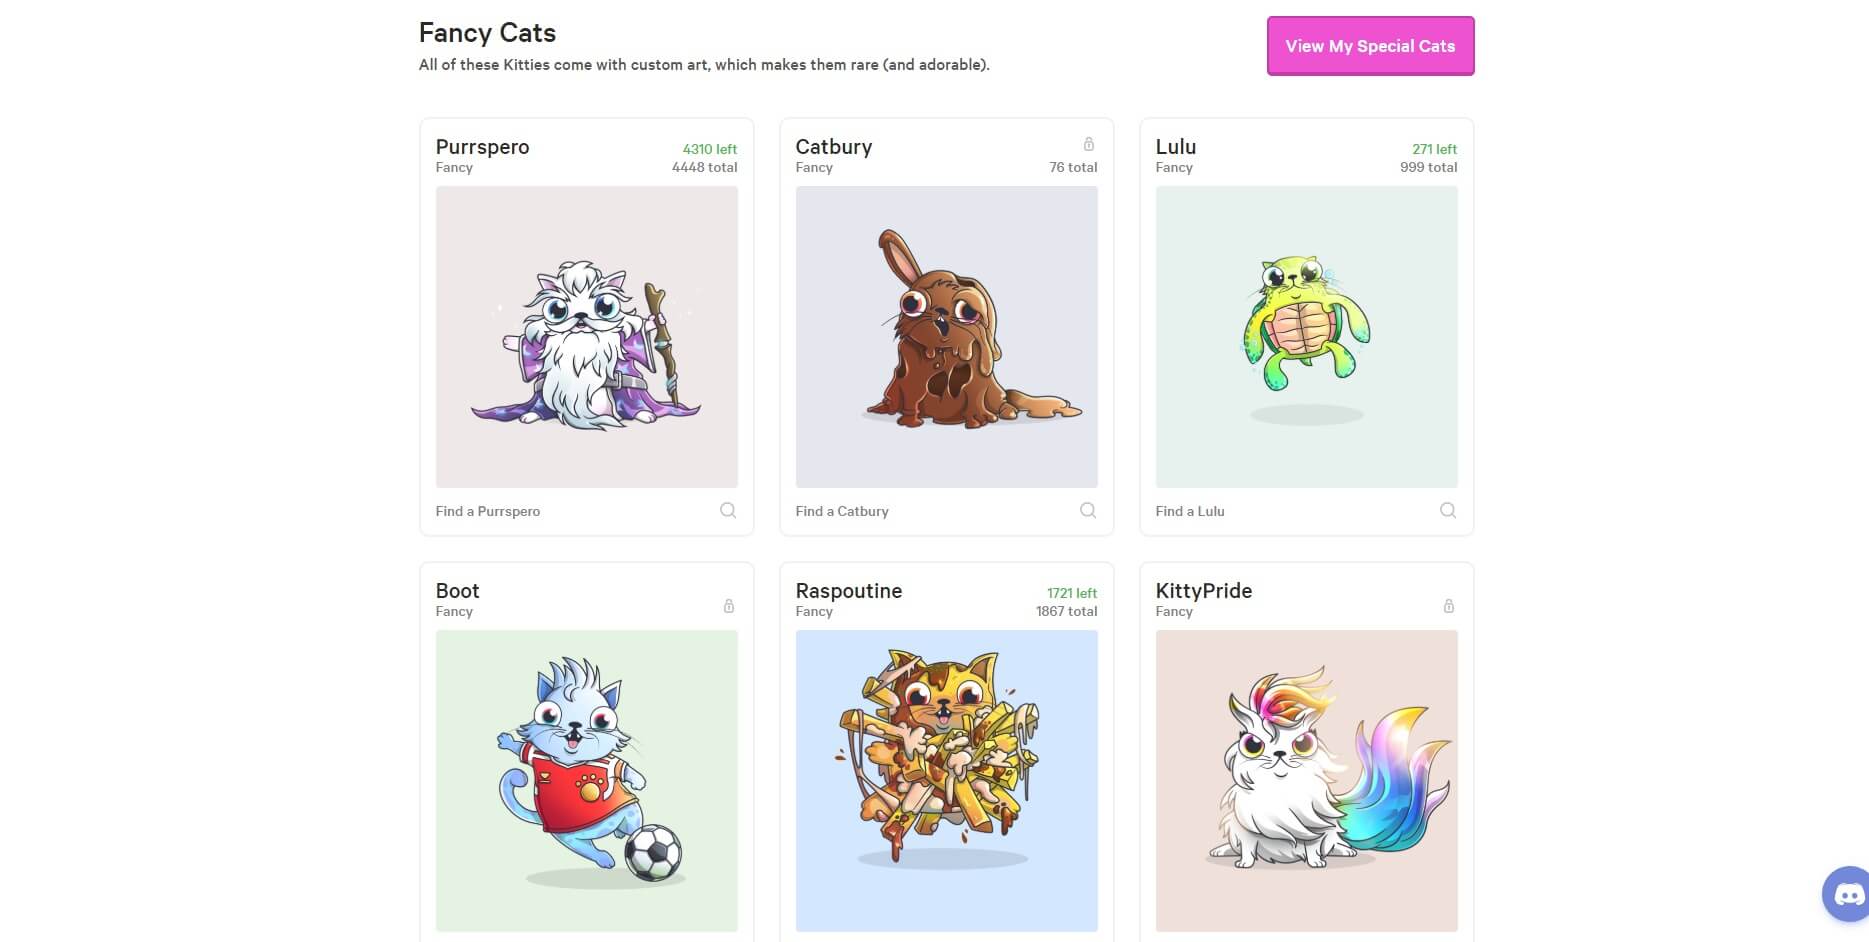 Fancy Cats
All of these Kitties come with custom art, which makes them rare (and adorable).
View My Special Cats
Purrspero
4310 left
Fancy
4448 total
Find a Purrspero
Catbury
Fancy
76 total
Find a Catbury
Lulu
271 left
Fancy
999 total
Find a Lulu
Boot
Fancy
Raspoutine
1721 left
Fancy
1867 total
KittyPride
Fancy